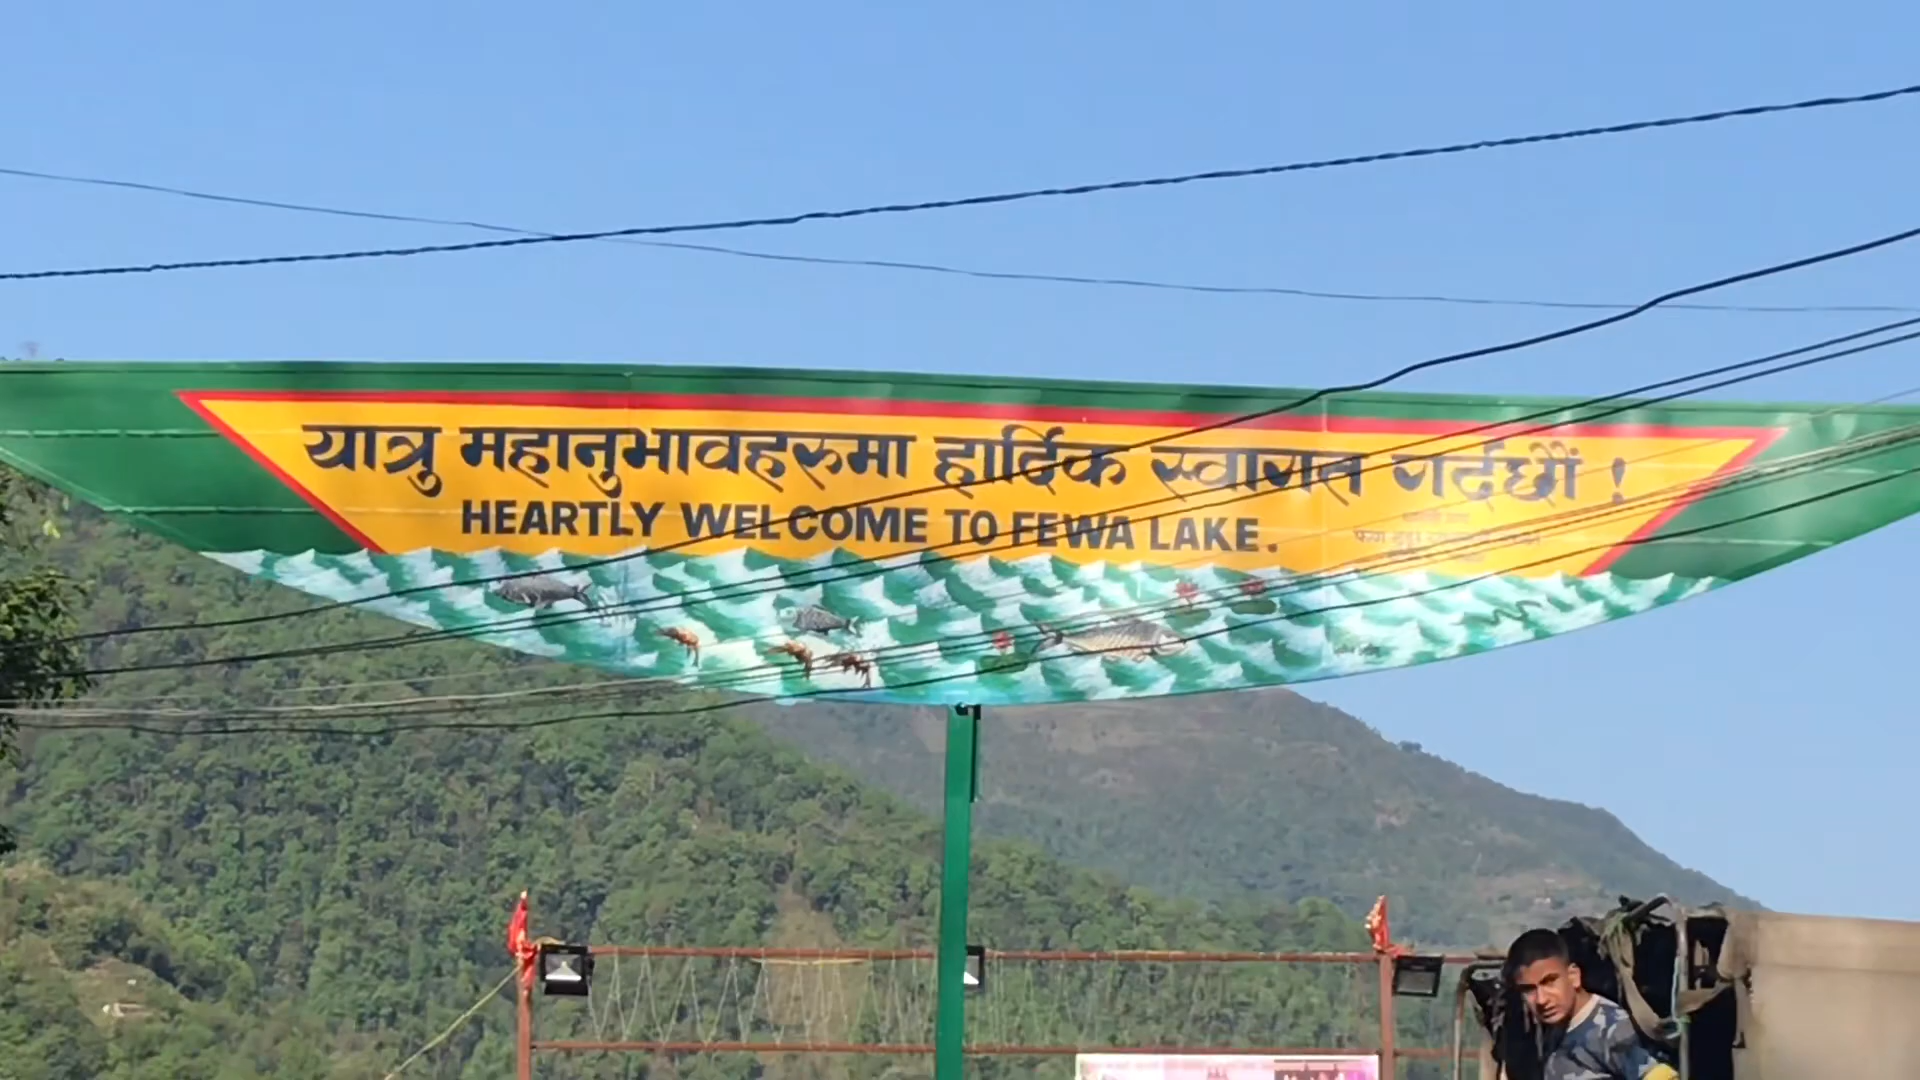 यात्रु महानुभावहरुमा हार्दिक स्वागत गर्दछौं !
HEARTLY WELCOME TO FEWA LAKE.